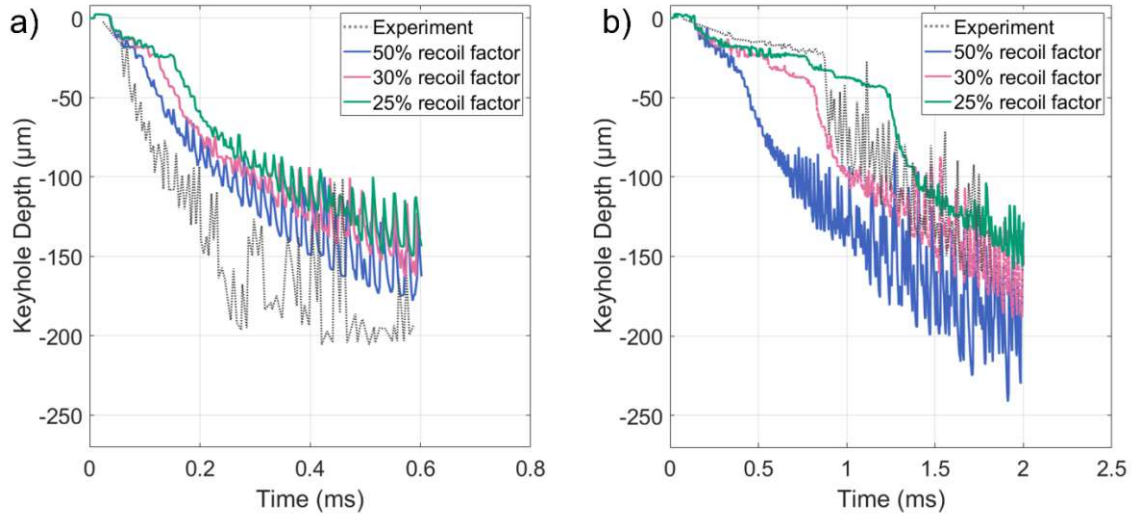 a)
Keyhole Depth (μm)
0
-50
-100
-150
-200
-250
Experiment
50% recoil factor
30% recoil factor
25% recoil factor
0
0.2
0.4
0.6
0.8
Time (ms)
b)
Keyhole Depth (μm)
0
-50
-100
-150
-200
-250
Experiment
50% recoil factor
30% recoil factor
25% recoil factor
0
0.5
1
1.5
2
2.5
Time (ms)